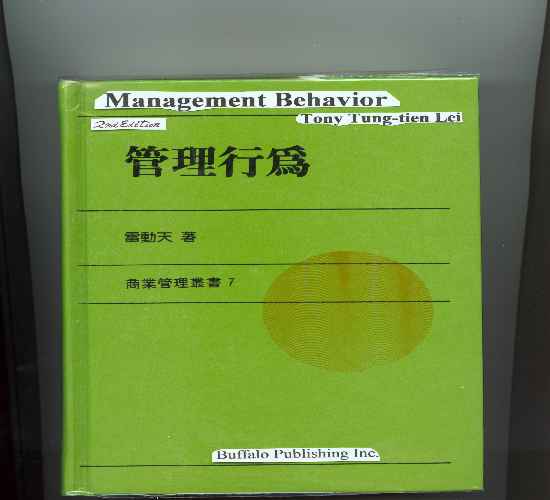 Management Behavior
2nd Edition
Tony Tung-tien Lei
管理行為
雷動天 著
商業管理叢書 7
Buffalo Publishing Inc.